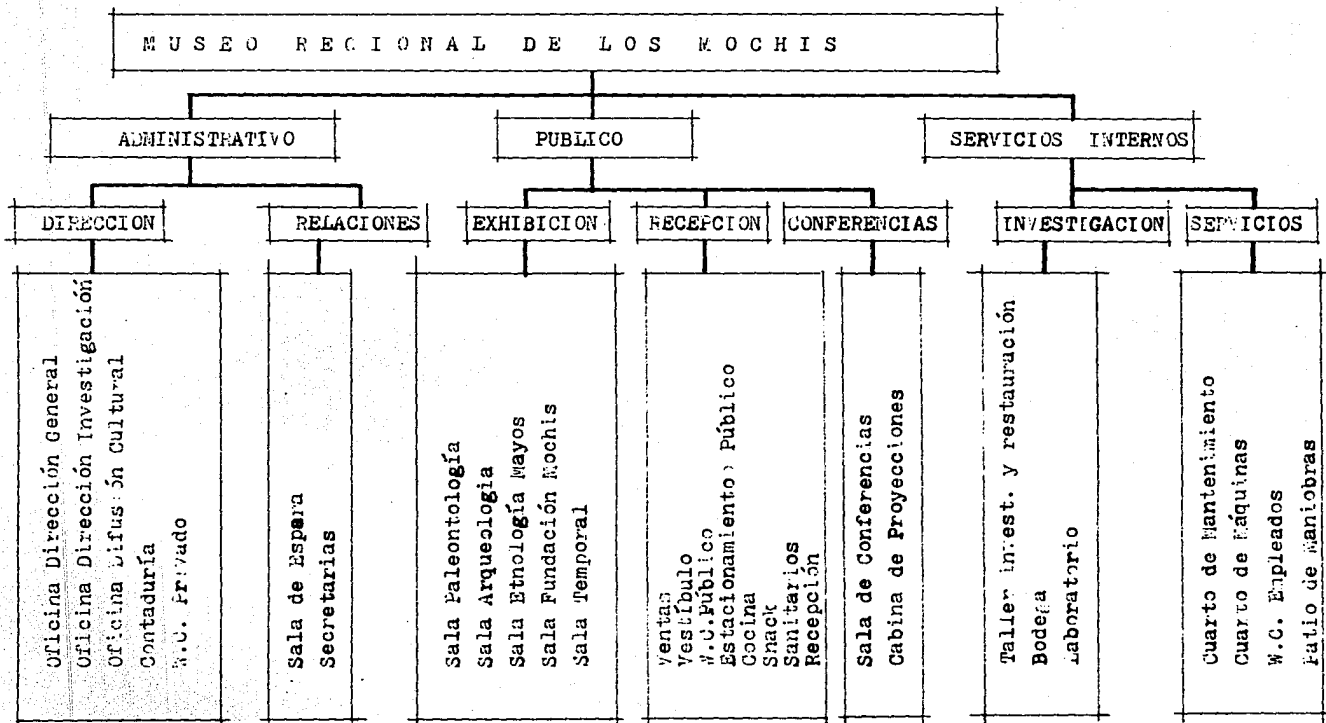 MUSEO REGIONAL DE LOS MOCHIS
ADMINISTRATIVO
PUBLICO
SERVICIOS INTERNOS
DIRECCION
RELACIONES
EXHIBICION
RECEPCION
CONFERENCIAS
INVESTIGACION
SERVICIOS
Oficina Dirección General
Oficina Dirección Investigación
Oficina Difusión Cultural
Contaduría
W.C. Privado
Sala de Espera
Secretarias
Sala Paleontología
Sala Arqueología
Sala Etnología Mayos
Sala Fundación Mochis
Sala Temporal
Ventas
Vestíbulo
W.C.Público
Estacionamiento Público
Cocina
Snack
Sanitarios
Recepción
Sala de Conferencias
Cabina de Proyecciones
Taller invest. y restauración
Bodega
Laboratorio
Cuarto de Mantenimiento
Cuarto de Máquinas
W.C. Empleados
Patio de Maniobras